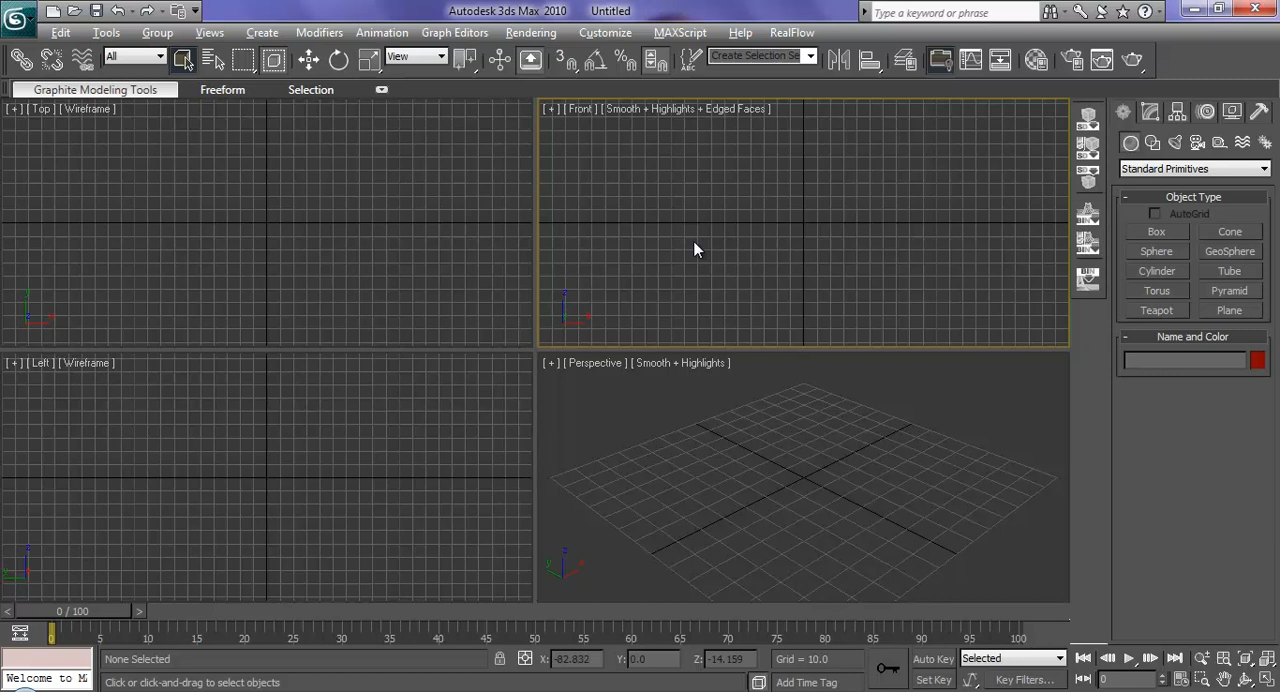 Autodesk 3ds Max 2010 Untitled
Type a keyword or phrase
Edit Tools Group Views Create Modifiers Animation Graph Editors Rendering Customize MAXScript Help RealFlow
All View Create Selection Se
Graphite Modeling Tools Freeform Selection
[ + ] [ Top ] [ Wireframe ]
[ + ] [ Front ] [ Smooth + Highlights + Edged Faces ]
Standard Primitives
- Object Type
AutoGrid
Box Cone
Sphere GeoSphere
Cylinder Tube
Torus Pyramid
Teapot Plane
- Name and Color
[ + ] [ Left ] [ Wireframe ]
[ + ] [ Perspective ] [ Smooth + Highlights ]
< 0 / 100 >
0 5 10 15 20 25 30 35 40 45 50 55 60 65 70 75 80 85 90 95 100
None Selected X: -82.832 Y: 0.0 Z: -14.159 Grid = 10.0 Auto Key Selected
Welcome to M
Click or click-and-drag to select objects Add Time Tag Set Key Key Filters... 0